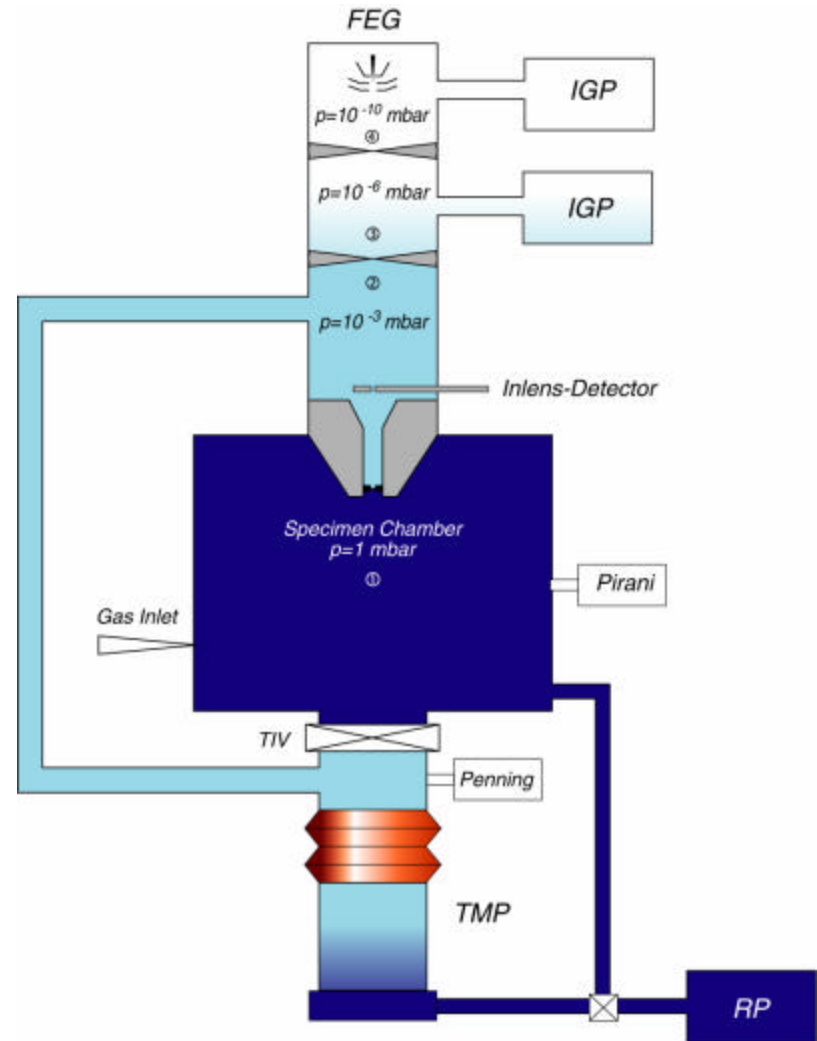 FEG
IGP
p=10 -10 mbar
④
p=10 -6 mbar
IGP
③
②
p=10 -3 mbar
Inlens-Detector
Specimen Chamber
p=1 mbar
①
Pirani
Gas Inlet
TIV
Penning
TMP
RP